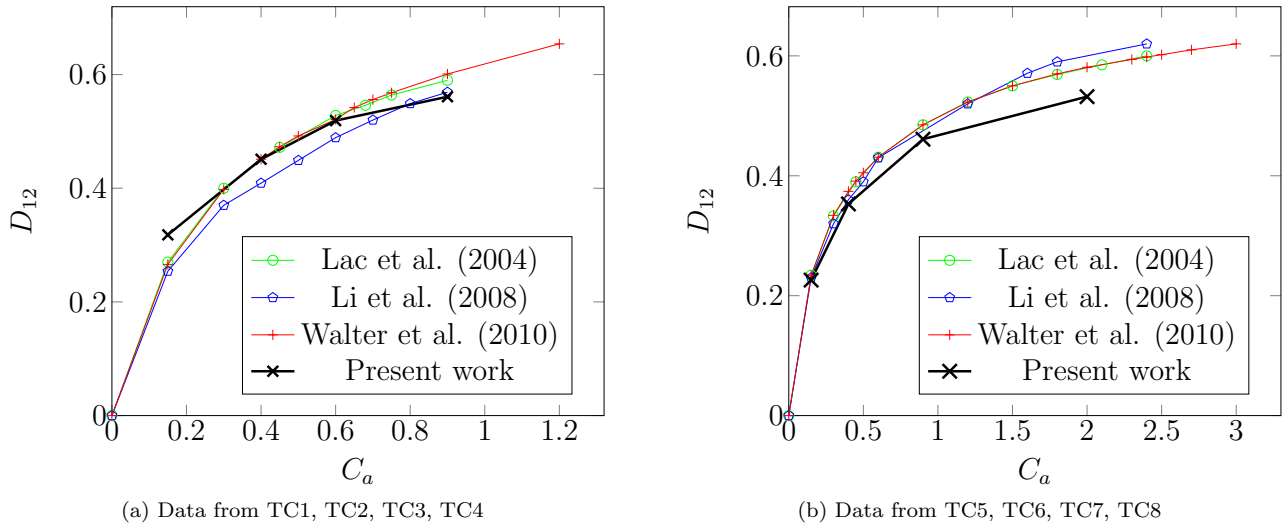 0.6
0.4
0.2
0
D12
0 0.2 0.4 0.6 0.8 1 1.2
Ca
Lac et al. (2004)
Li et al. (2008)
Walter et al. (2010)
Present work
(a) Data from TC1, TC2, TC3, TC4
0.6
0.4
0.2
0
D12
0 0.5 1 1.5 2 2.5 3
Ca
Lac et al. (2004)
Li et al. (2008)
Walter et al. (2010)
Present work
(b) Data from TC5, TC6, TC7, TC8